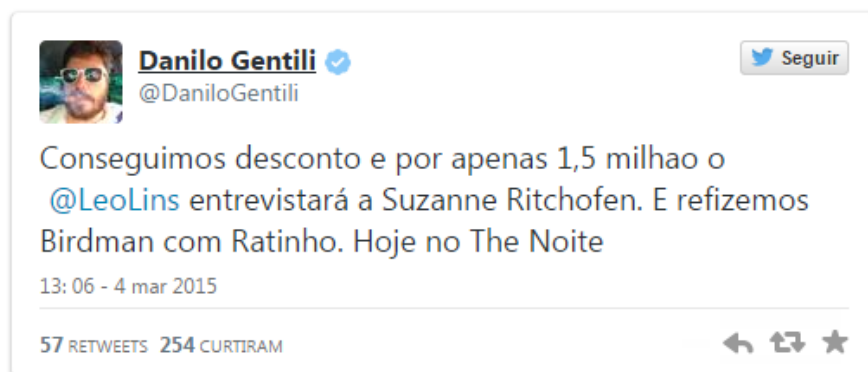 Danilo Gentili
Seguir
@DaniloGentili
Conseguimos desconto e por apenas 1,5 milhao o
@LeoLins entrevistará a Suzanne Ritchofen. E refizemos
Birdman com Ratinho. Hoje no The Noite
13: 06 - 4 mar 2015
57 RETWEETS 254 CURTIRAM